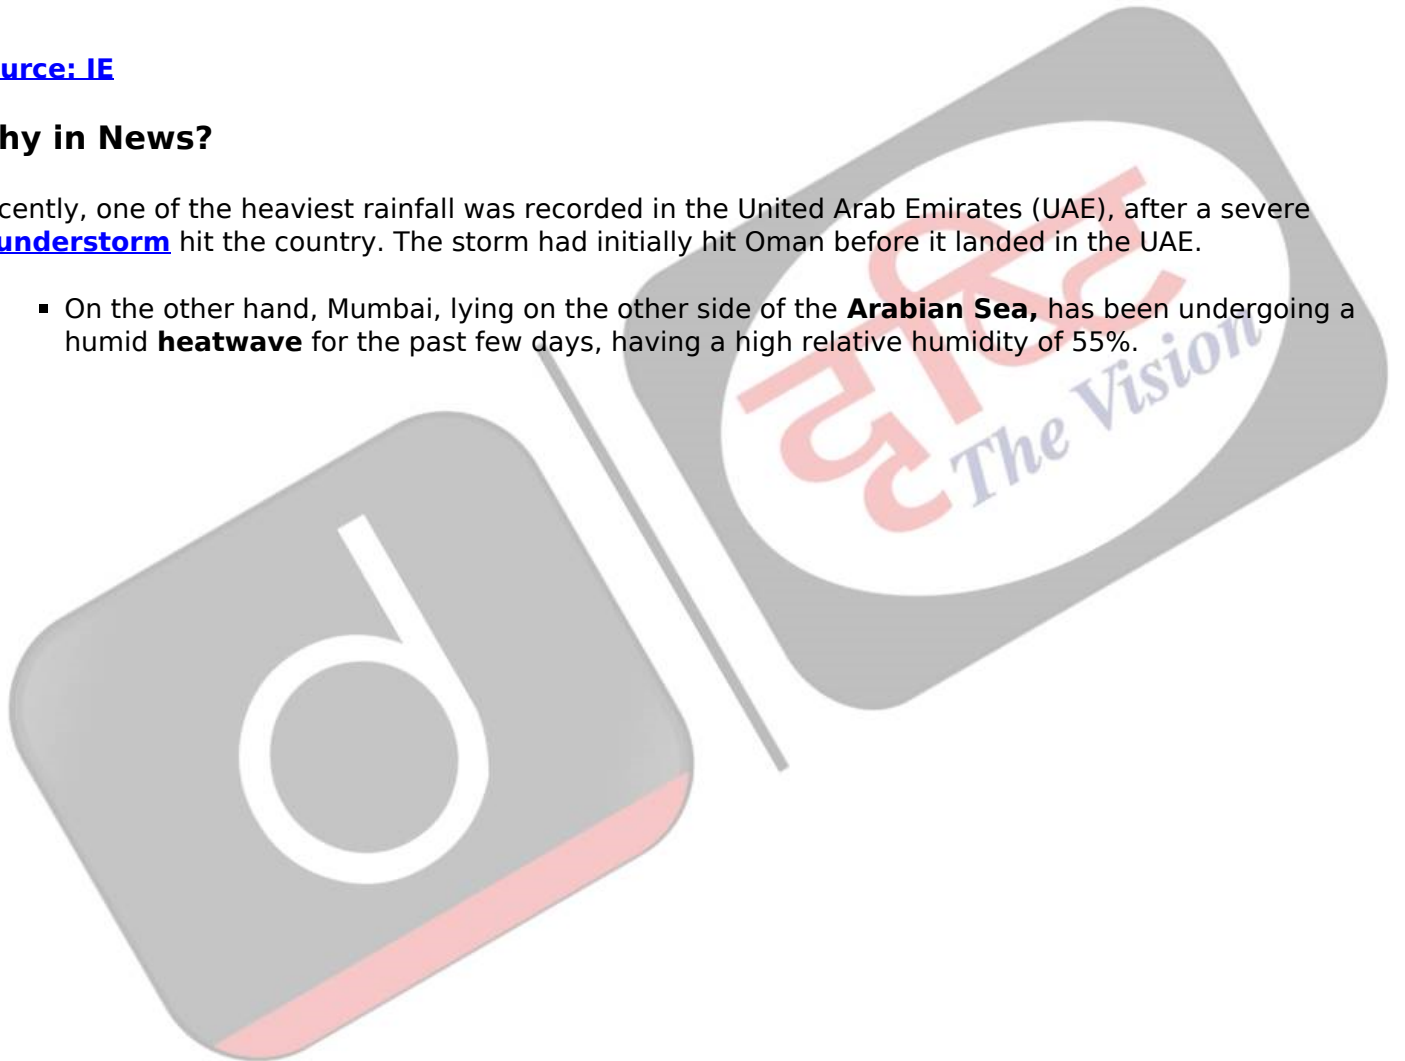 urce: IE
hy in News?
cently, one of the heaviest rainfall was recorded in the United Arab Emirates (UAE), after a severe
understorm hit the country. The storm had initially hit Oman before it landed in the UAE.
▪ On the other hand, Mumbai, lying on the other side of the Arabian Sea, has been undergoing a
humid heatwave for the past few days, having a high relative humidity of 55%.
दृष्टि
The Vision
d